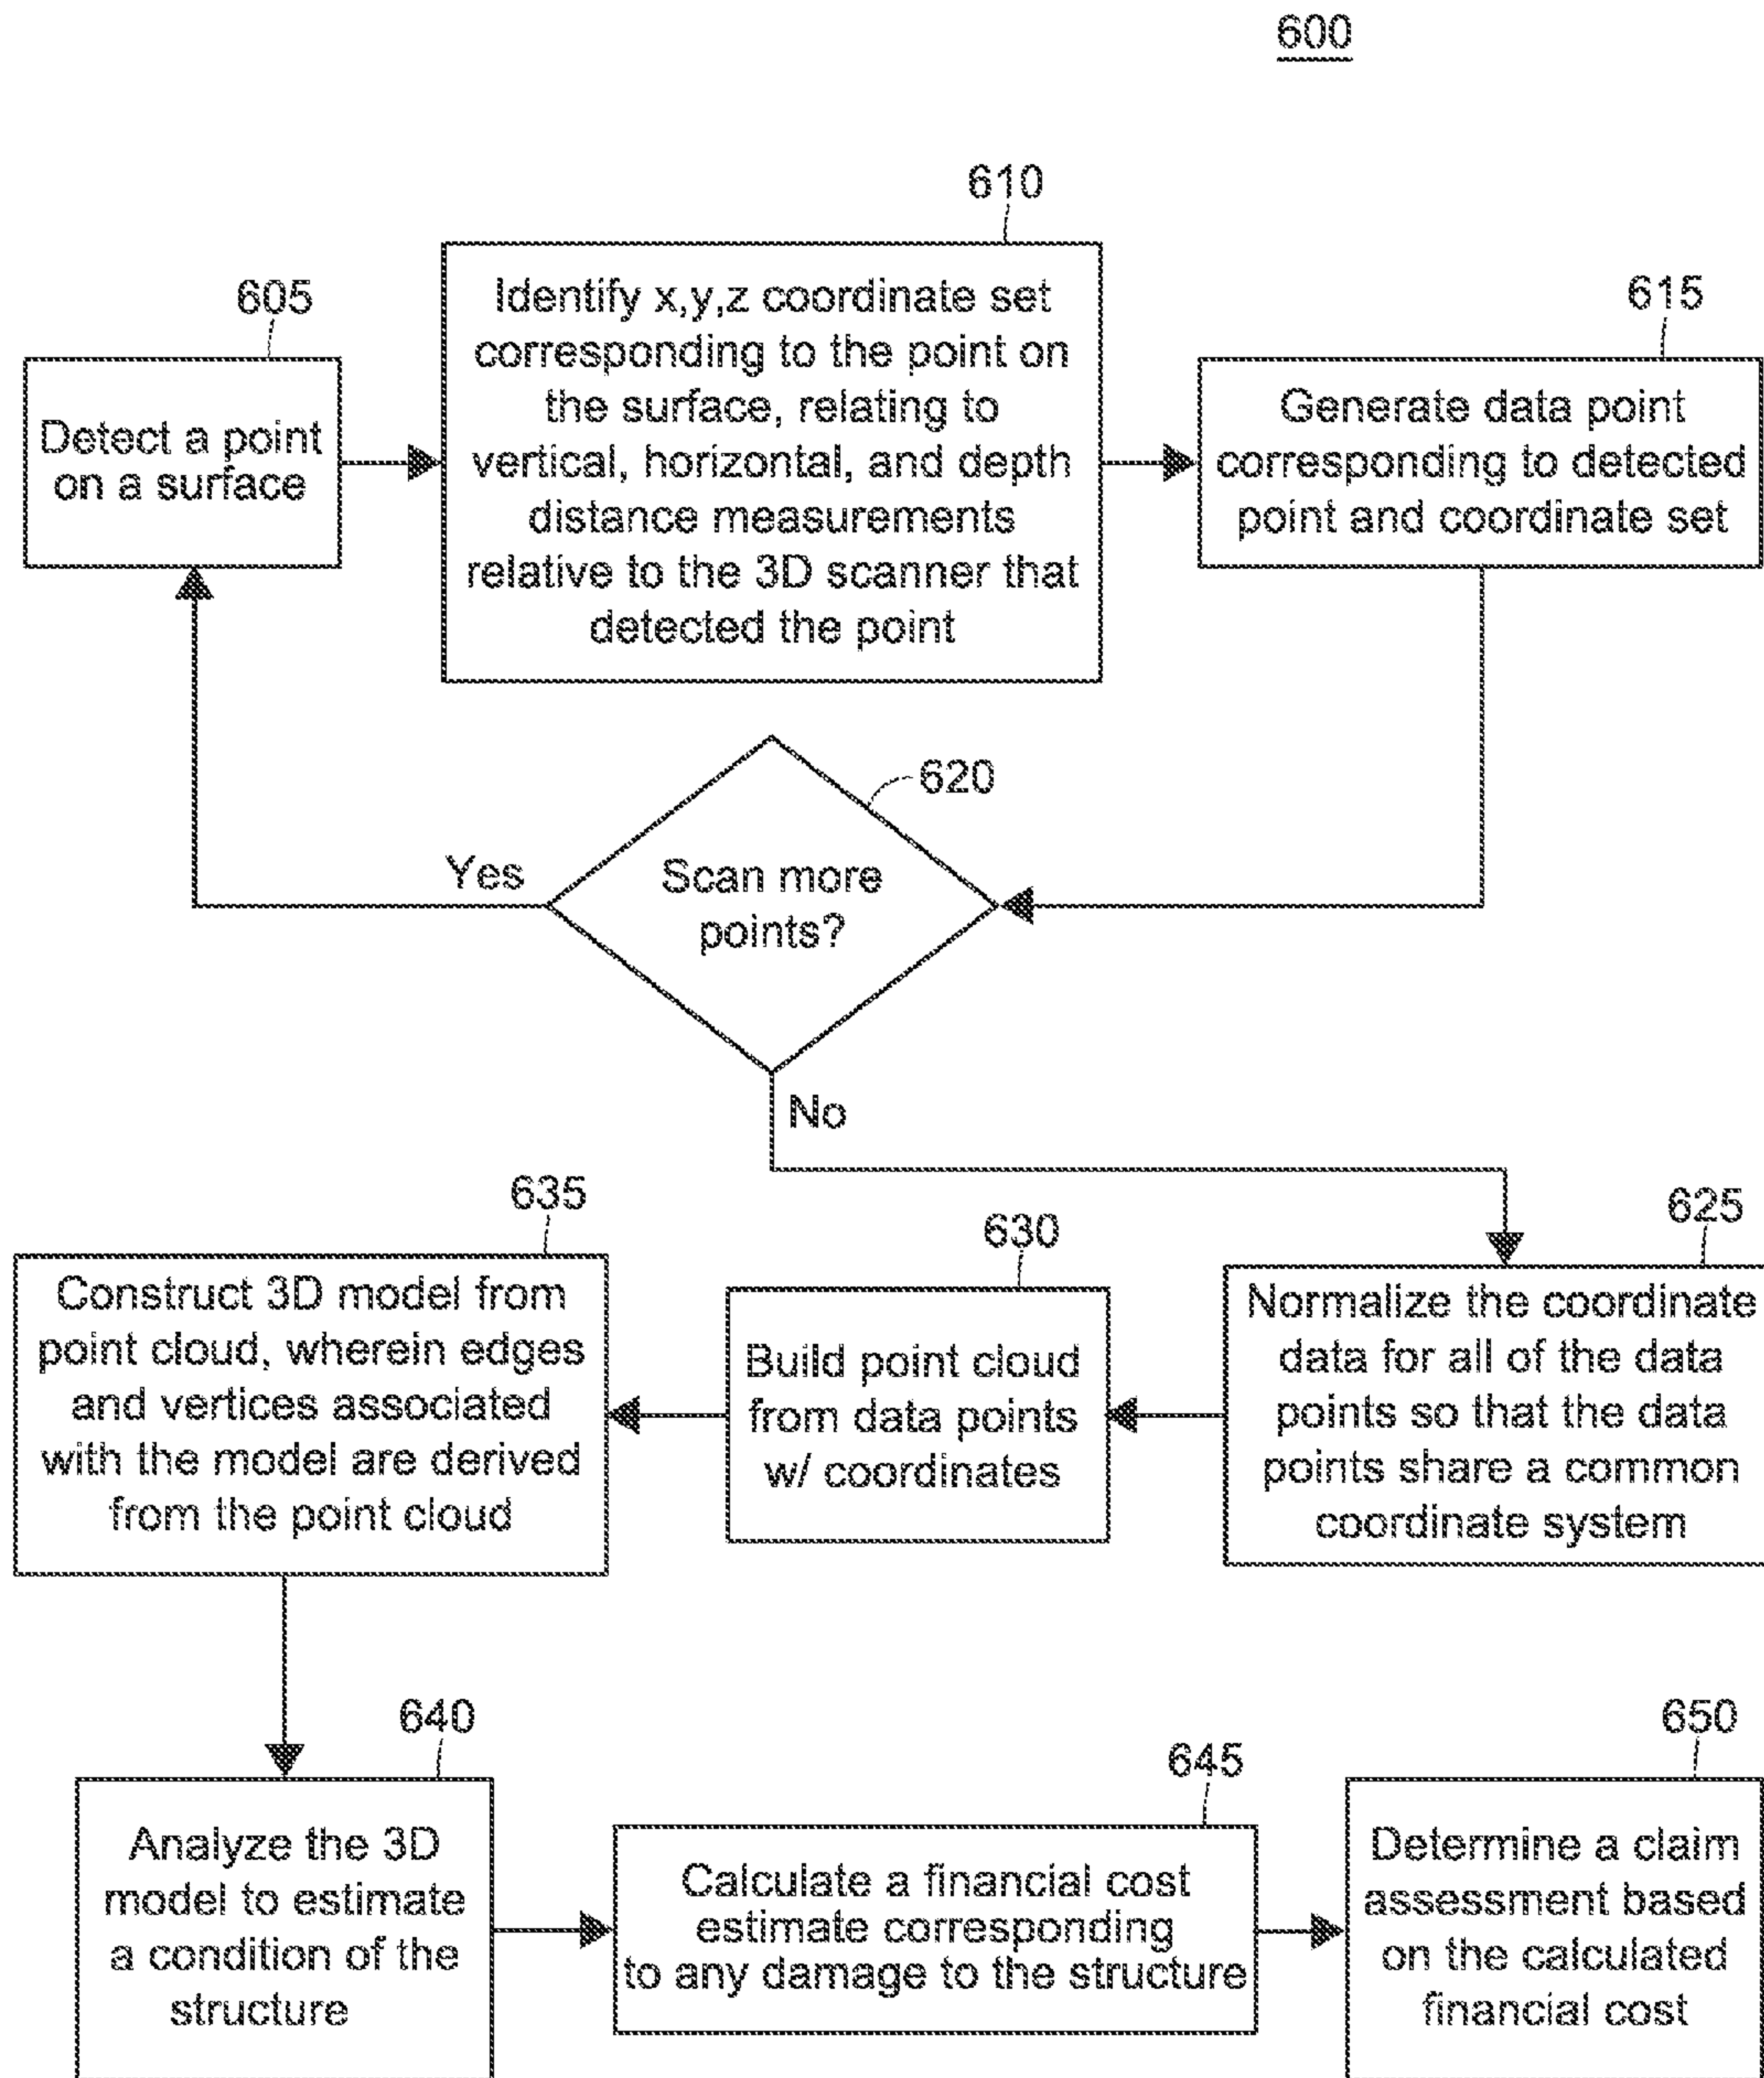 600
605
Detect a point
on a surface
610
Identify x,y,z coordinate set
corresponding to the point on
the surface, relating to
vertical, horizontal, and depth
distance measurements
relative to the 3D scanner that
detected the point
615
Generate data point
corresponding to detected
point and coordinate set
620
Scan more
points?
Yes
No
625
Normalize the coordinate
data for all of the data
points so that the data
points share a common
coordinate system
630
Build point cloud
from data points
w/ coordinates
635
Construct 3D model from
point cloud, wherein edges
and vertices associated
with the model are derived
from the point cloud
640
Analyze the 3D
model to estimate
a condition of the
structure
645
Calculate a financial cost
estimate corresponding
to any damage to the structure
650
Determine a claim
assessment based
on the calculated
financial cost